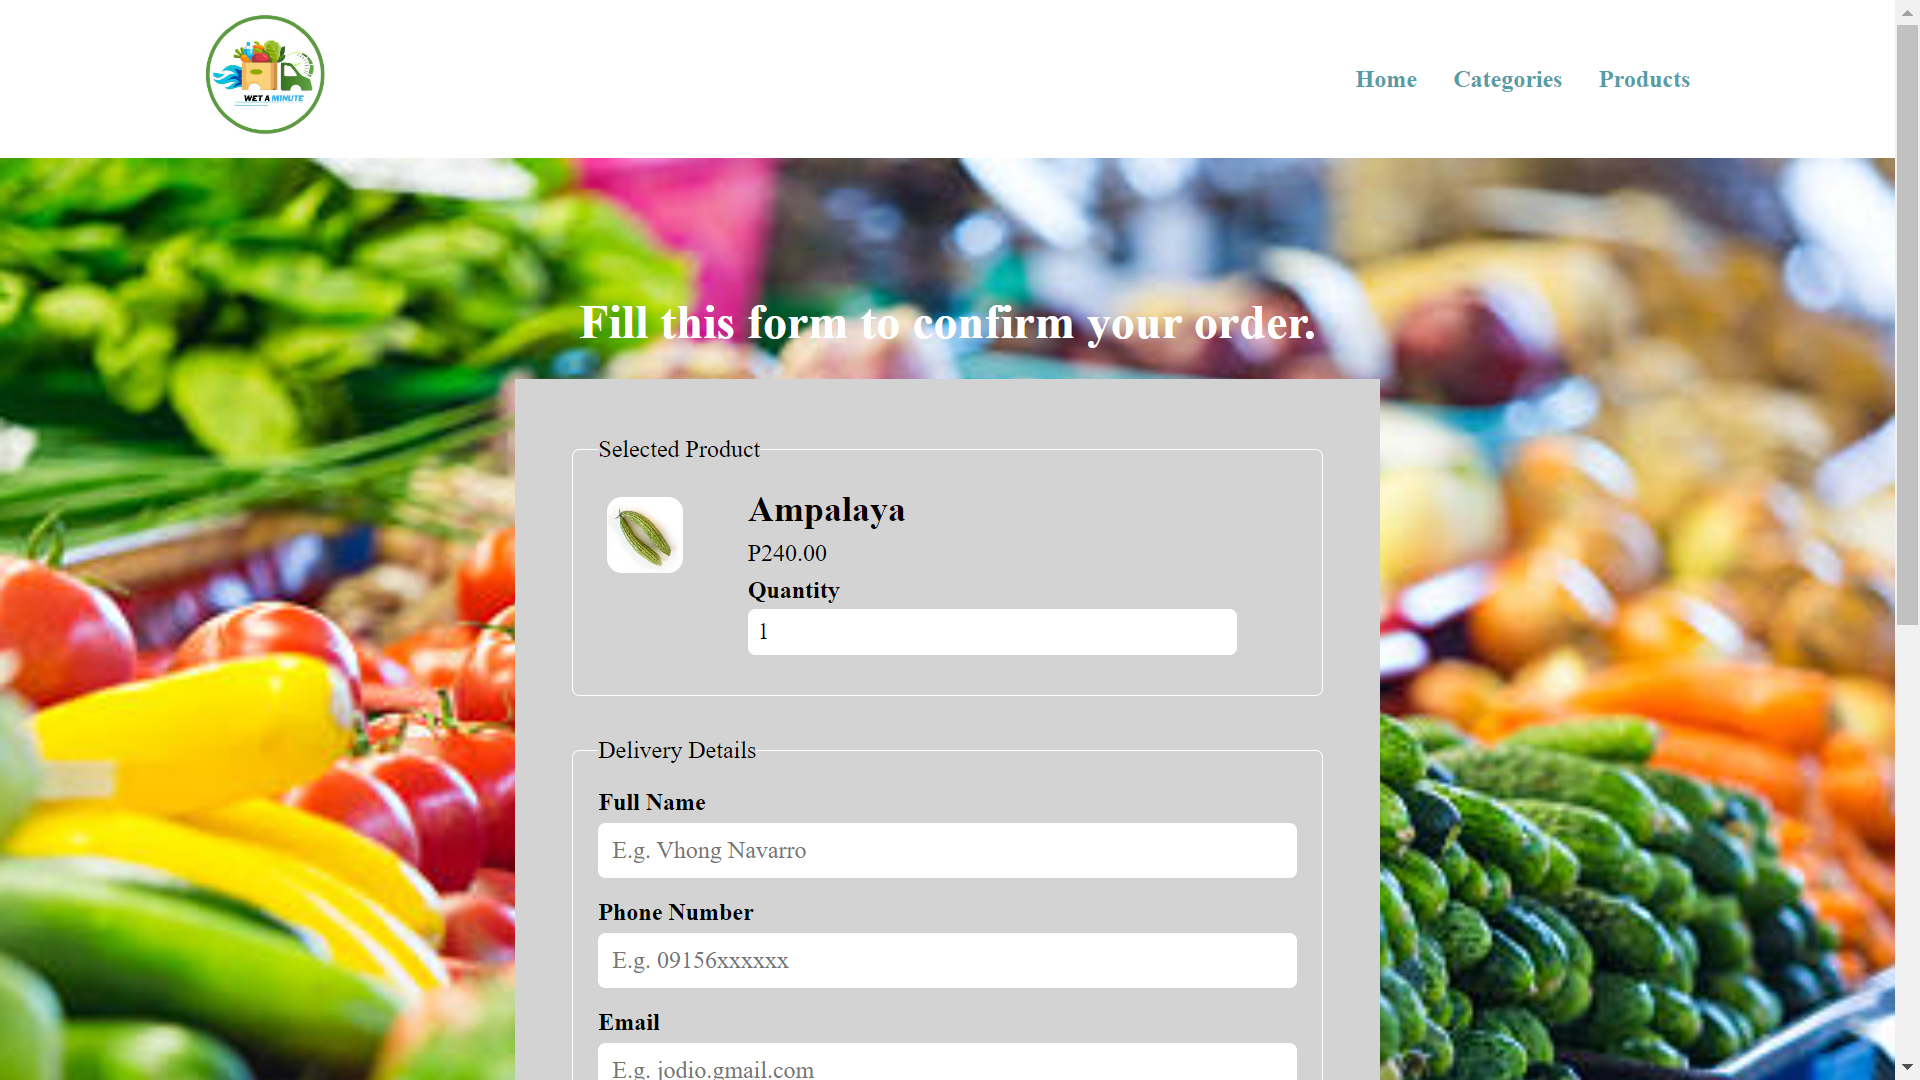 WET A MINUTE
Home Categories Products
Fill this form to confirm your order.
Selected Product
Ampalaya
P240.00
Quantity
1
Delivery Details
Full Name
E.g. Vhong Navarro
Phone Number
E.g. 09156xxxxxx
Email
E.g. jodio.gmail.com